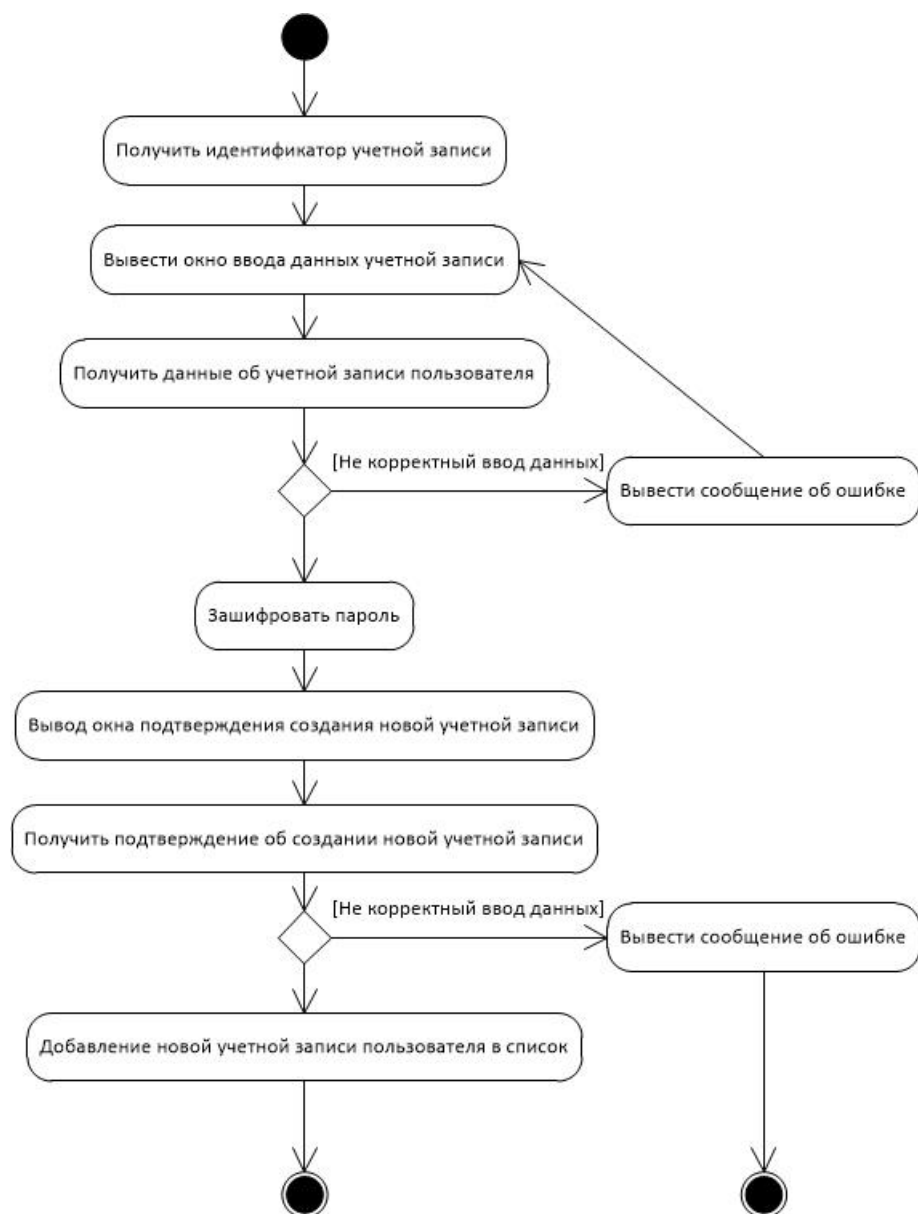 Получить идентификатор учетной записи
Вывести окно ввода данных учетной записи
Получить данные об учетной записи пользователя
[Не корректный ввод данных]
Вывести сообщение об ошибке
Зашифровать пароль
Вывод окна подтверждения создания новой учетной записи
Получить подтверждение об создании новой учетной записи
[Не корректный ввод данных]
Вывести сообщение об ошибке
Добавление новой учетной записи пользователя в список